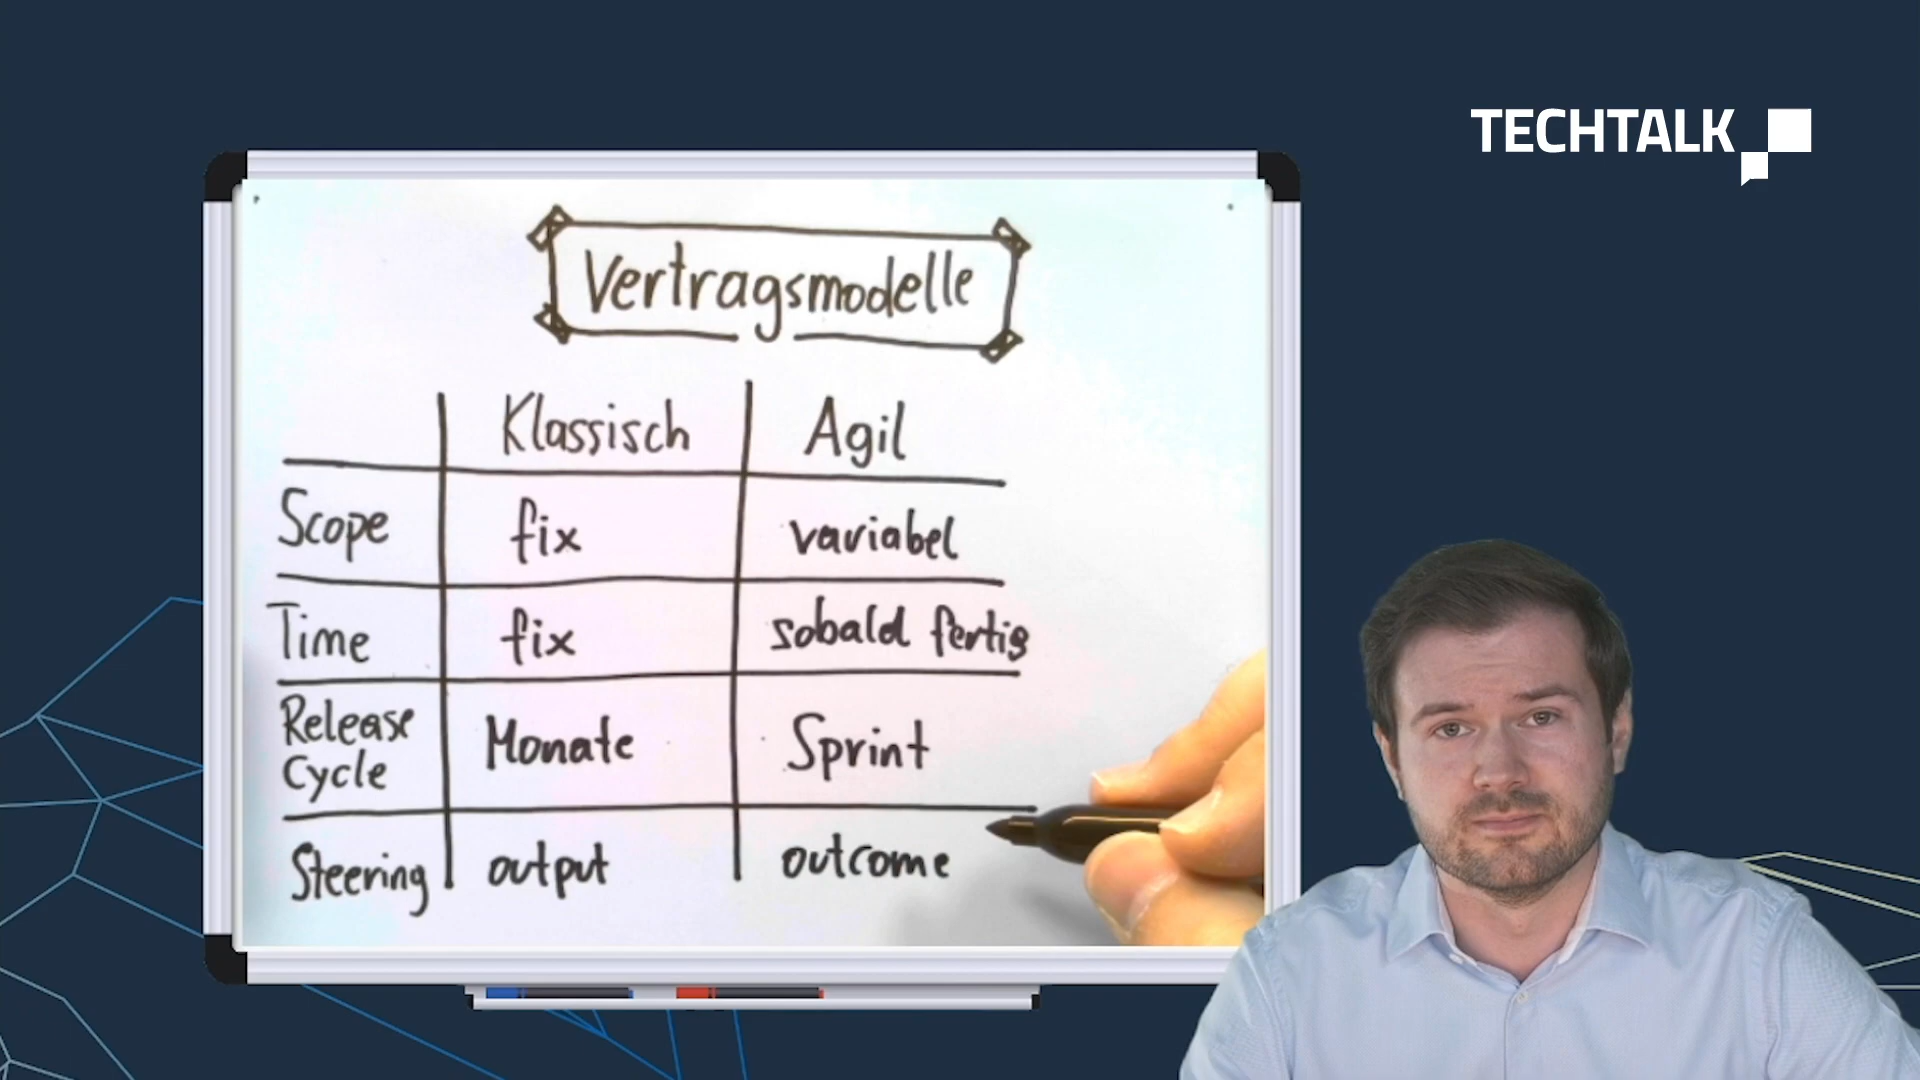 TECHTALK
Vertragsmodelle
Klassisch Agil
Scope fix variabel
Time fix sobald fertig
Release
Cycle Monate Sprint
Steering output outcome